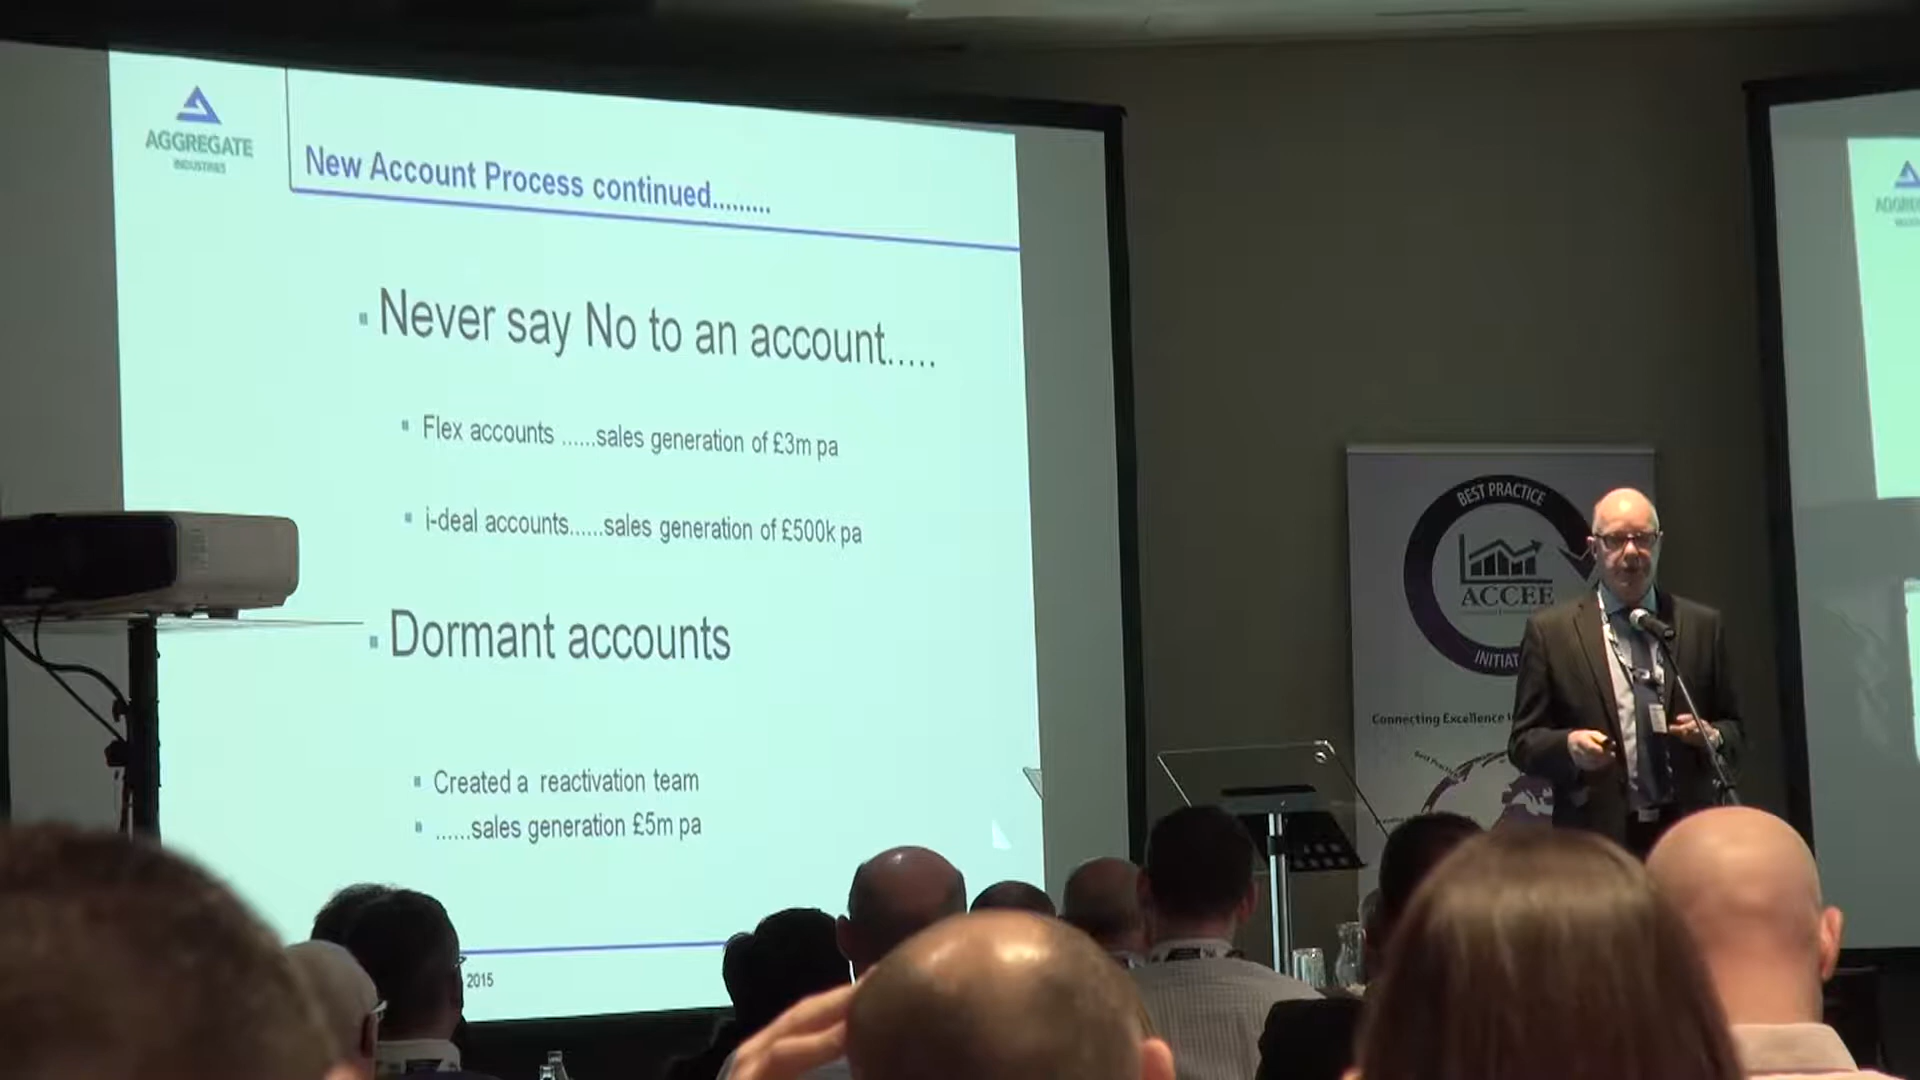 AGGREGATE
INDUSTRIES
New Account Process continued.........
Never say No to an account.....
Flex accounts ......sales generation of £3m pa
i-deal accounts......sales generation of £500k pa
Dormant accounts
Created a reactivation team
......sales generation £5m pa
2015
BEST PRACTICE
ACCEE
INITIAT
Connecting Excellence
Best Practice